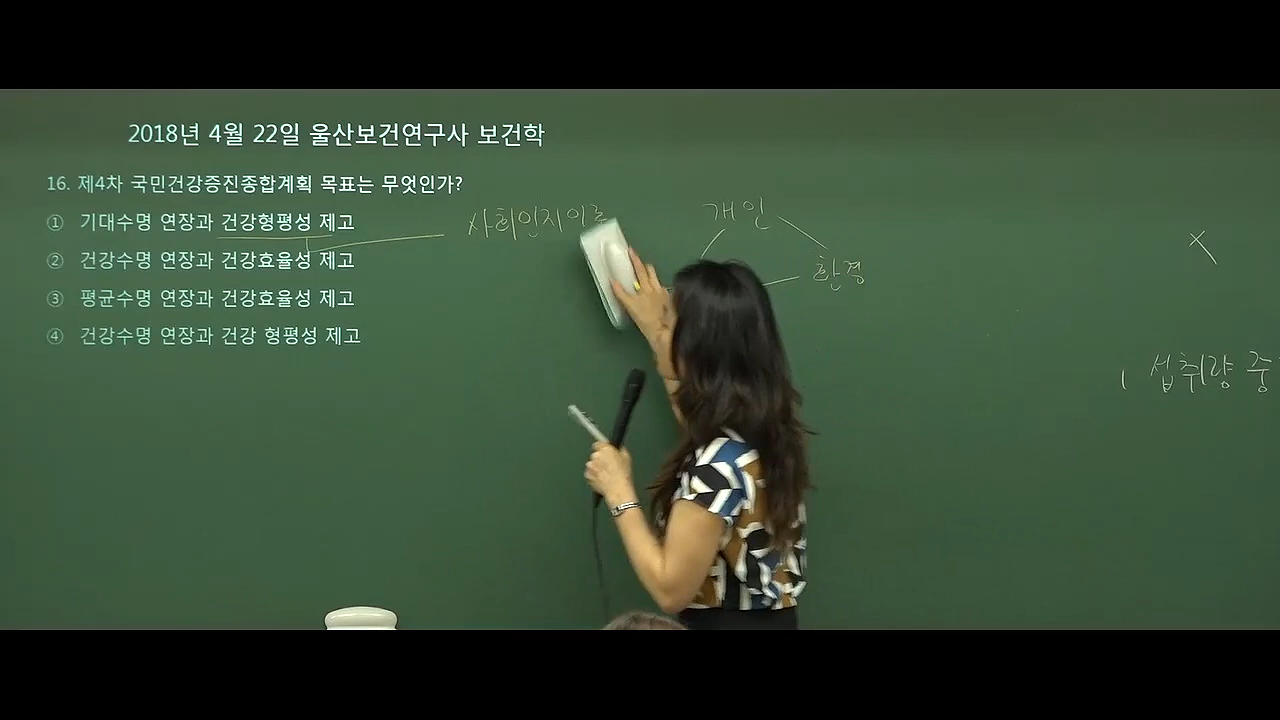 2018년 4월 22일 울산보건연구사 보건학
16. 제4차 국민건강증진종합계획 목표는 무엇인가?
① 기대수명 연장과 건강형평성 제고
② 건강수명 연장과 건강효율성 제고
③ 평균수명 연장과 건강효율성 제고
④ 건강수명 연장과 건강 형평성 제고
사회인지이론
개인
환경
섭취량 중